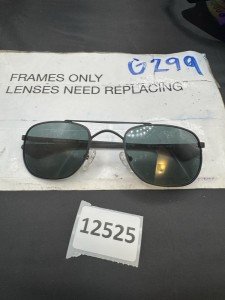 G299
FRAMES ONLY
LENSES NEED REPLACING
12525